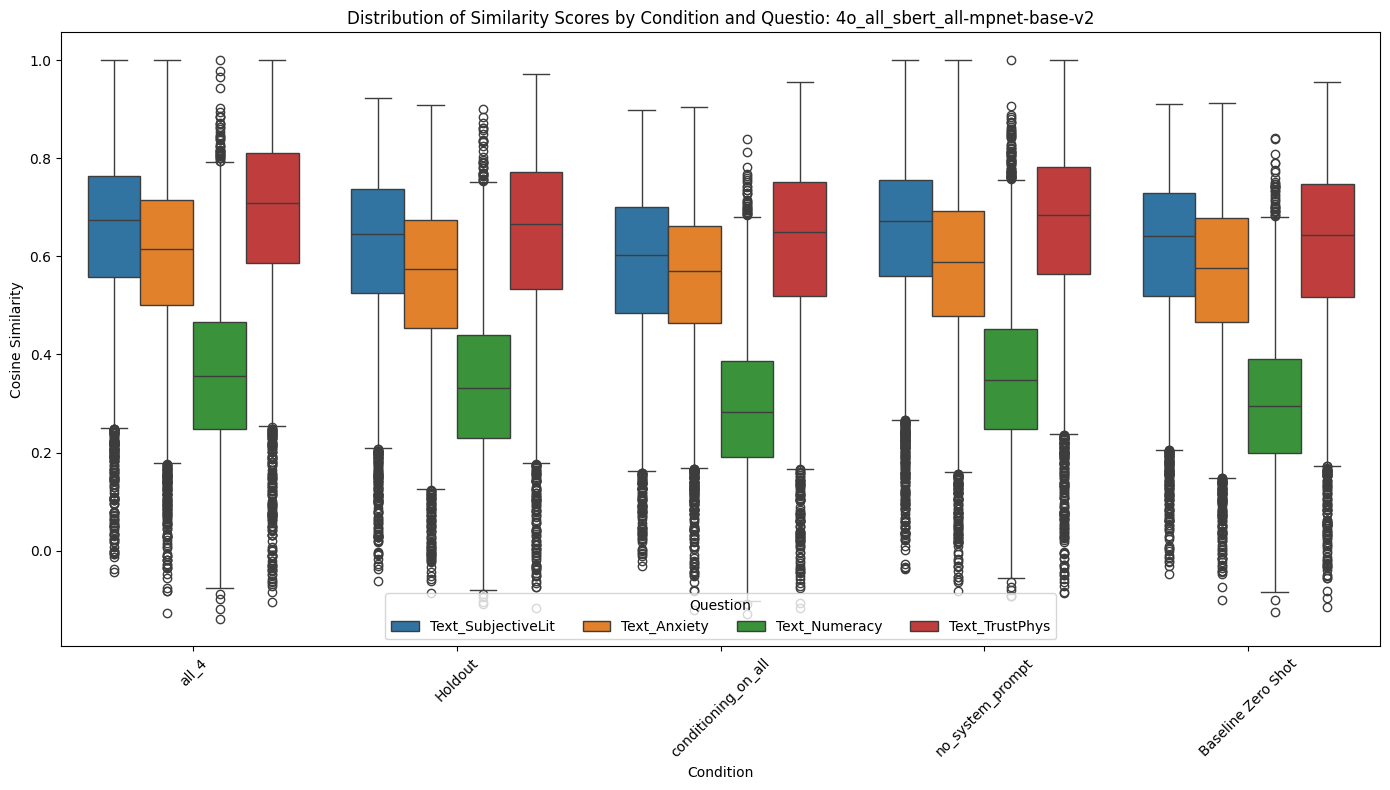 Distribution of Similarity Scores by Condition and Questio: 4o_all_sbert_all-mpnet-base-v2
Cosine Similarity
1.0
0.8
0.6
0.4
0.2
0.0
Question
Text_SubjectiveLit Text_Anxiety Text_Numeracy Text_TrustPhys
all_4
Holdout
conditioning_on_all
no_system_prompt
Baseline Zero Shot
Condition